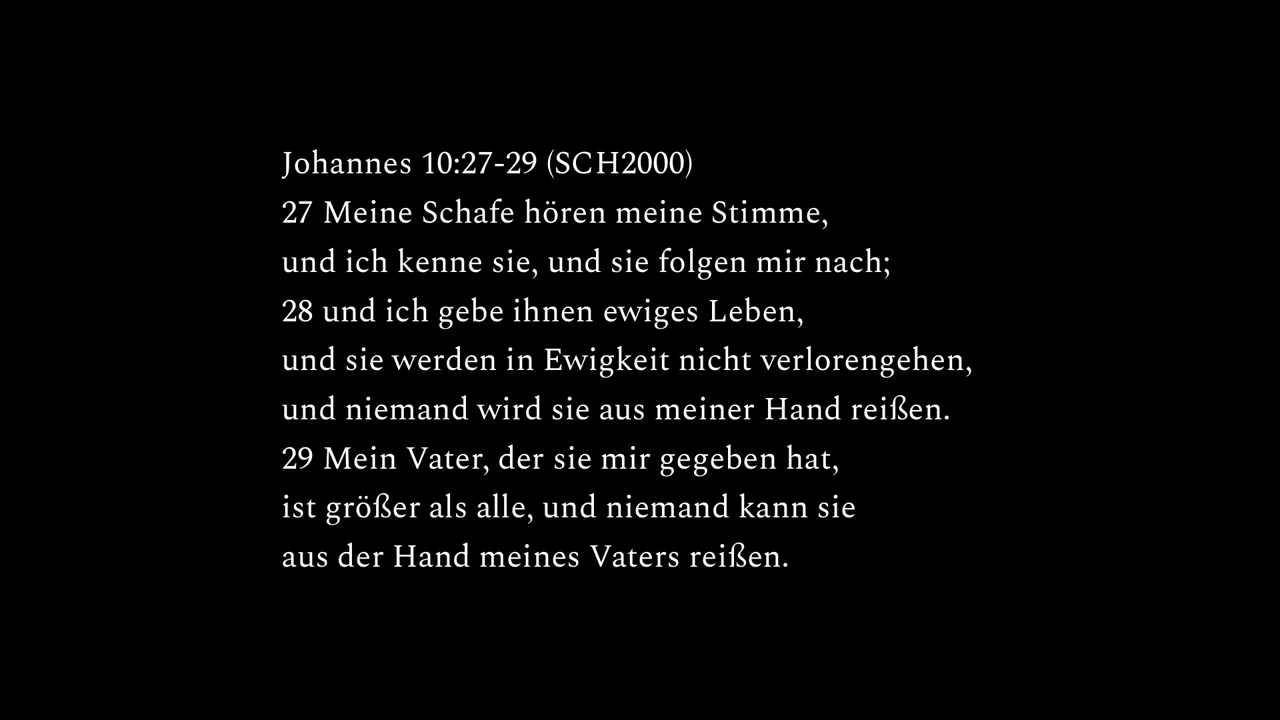 Johannes 10:27-29 (SCH2000)
27 Meine Schafe hören meine Stimme,
und ich kenne sie, und sie folgen mir nach;
28 und ich gebe ihnen ewiges Leben,
und sie werden in Ewigkeit nicht verlorengehen,
und niemand wird sie aus meiner Hand reißen.
29 Mein Vater, der sie mir gegeben hat,
ist größer als alle, und niemand kann sie
aus der Hand meines Vaters reißen.